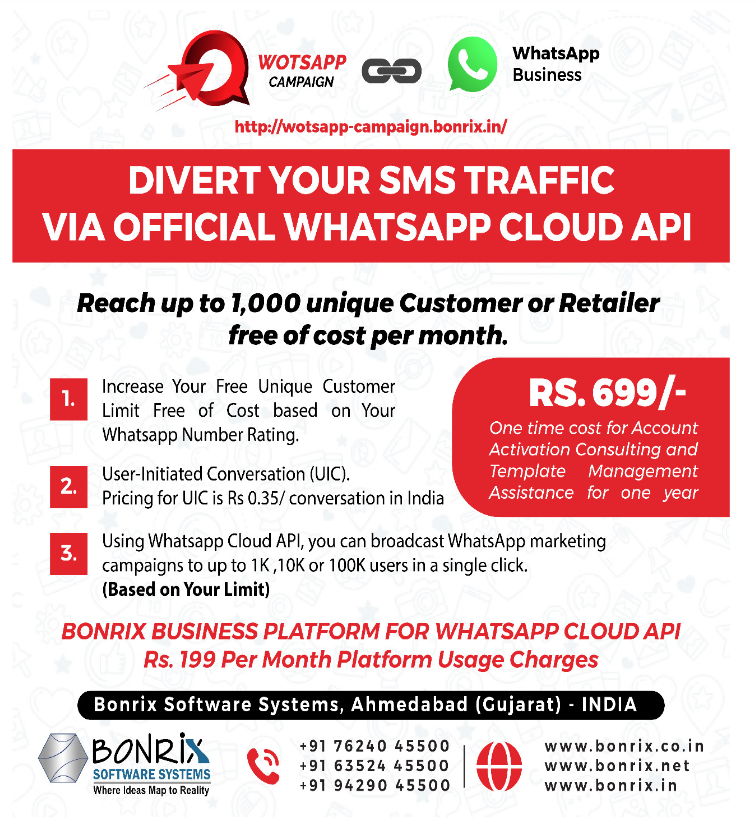 WOTSAPP
CAMPAIGN
WhatsApp
Business
http://wotsapp-campaign.bonrix.in/
DIVERT YOUR SMS TRAFFIC
VIA OFFICIAL WHATSAPP CLOUD API
Reach up to 1,000 unique Customer or Retailer
free of cost per month.
1.
Increase Your Free Unique Customer
Limit Free of Cost based on Your
Whatsapp Number Rating.
RS. 699/-
One time cost for Account
Activation Consulting and
Template Management
Assistance for one year
2.
User-Initiated Conversation (UIC).
Pricing for UIC is Rs 0.35/ conversation in India
3.
Using Whatsapp Cloud API, you can broadcast WhatsApp marketing
campaigns to up to 1K ,10K or 100K users in a single click.
(Based on Your Limit)
BONRIX BUSINESS PLATFORM FOR WHATSAPP CLOUD API
Rs. 199 Per Month Platform Usage Charges
Bonrix Software Systems, Ahmedabad (Gujarat) - INDIA
BONRIX
SOFTWARE SYSTEMS
Where Ideas Map to Reality
+91 76240 45500
+91 63524 45500
+91 94290 45500
www.bonrix.co.in
www.bonrix.net
www.bonrix.in